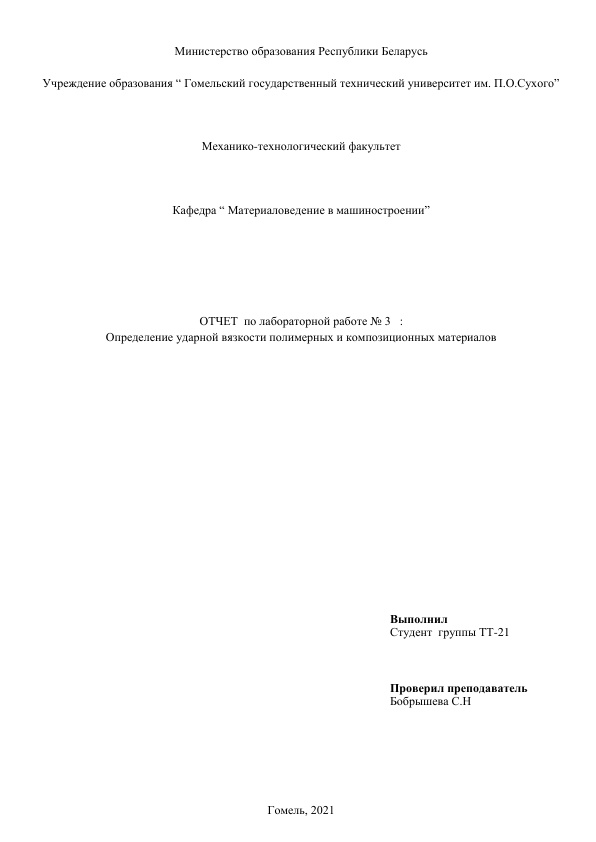 Министерство образования Республики Беларусь
Учреждение образования “ Гомельский государственный технический университет им. П.О.Сухого”
Механико-технологический факультет
Кафедра “ Материаловедение в машиностроении”
ОТЧЕТ  по лабораторной работе № 3   :
Определение ударной вязкости полимерных и композиционных материалов
Выполнил
Студент  группы ТТ-21
Проверил преподаватель
Бобрышева С.Н
Гомель, 2021